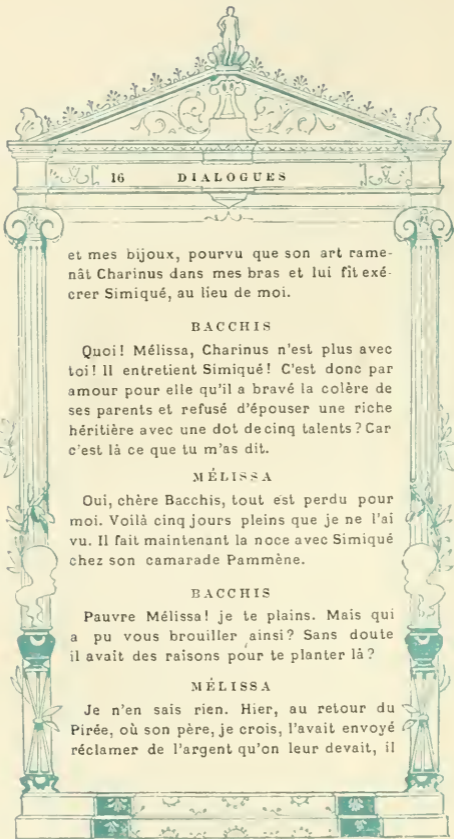 16 DIALOGUES
et mes bijoux, pourvu que son art rame-
nât Charinus dans mes bras et lui fit exé-
crer Simiqué, au lieu de moi.
BACCHIS
Quoi! Mélissa, Charinus n'est plus avec
toi! Il entretient Simiqué! C'est donc par
amour pour elle qu'il a bravé la colère de
ses parents et refusé d'épouser une riche
héritière avec une dot de cinq talents? Car
c'est là ce que tu m'as dit.
MÉLISSA
Oui, chère Bacchis, tout est perdu pour
moi. Voilà cinq jours pleins que je ne l'ai
vu. Il fait maintenant la noce avec Simiqué
chez son camarade Pammène.
BACCHIS
Pauvre Mélissa! je te plains. Mais qui
a pu vous brouiller ainsi? Sans doute
il avait des raisons pour te planter là?
MÉLISSA
Je n'en sais rien. Hier, au retour du
Pirée, où son père, je crois, l'avait envoyé
réclamer de l'argent qu'on leur devait, il